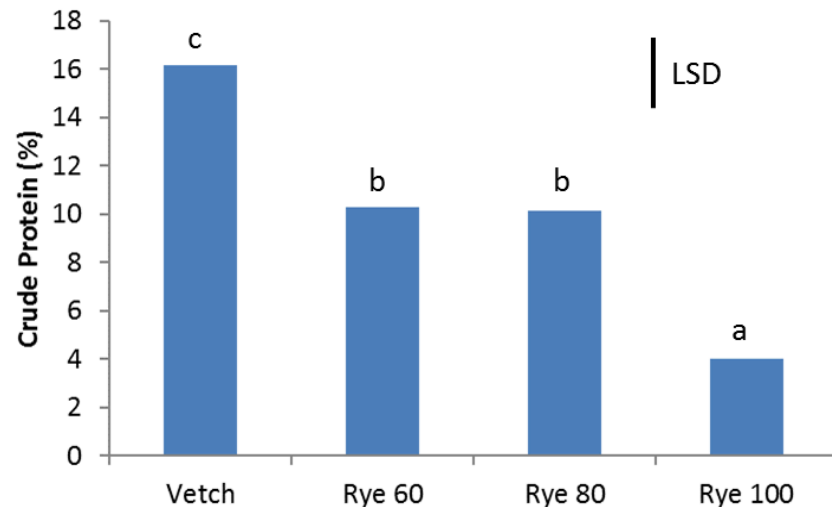 Crude Protein (%)
18
16
14
12
10
8
6
4
2
0
c
b
b
a
LSD
Vetch
Rye 60
Rye 80
Rye 100